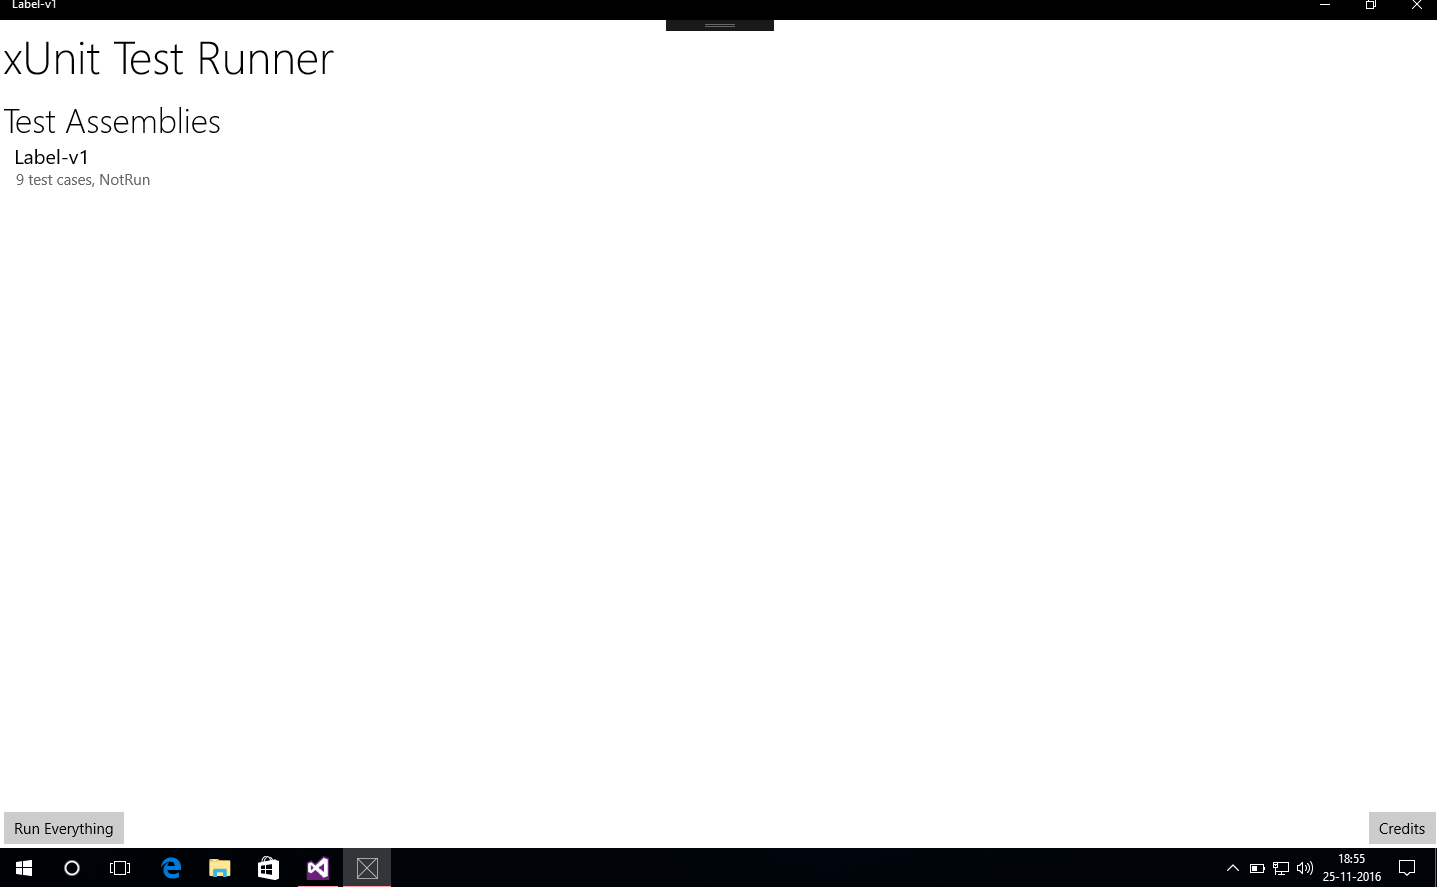 Label-v1
xUnit Test Runner
Test Assemblies
Label-v1
9 test cases, NotRun
Run Everything
Credits
18:55
25-11-2016